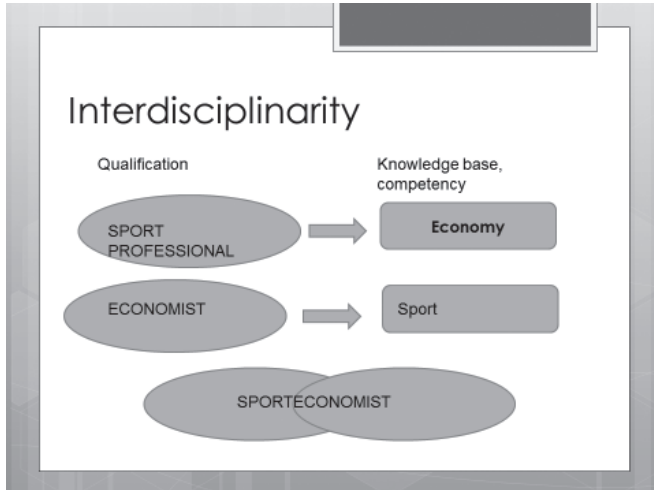 Interdisciplinarity
Qualification
Knowledge base,
competency
SPORT
PROFESSIONAL
Economy
ECONOMIST
Sport
SPORTECONOMIST